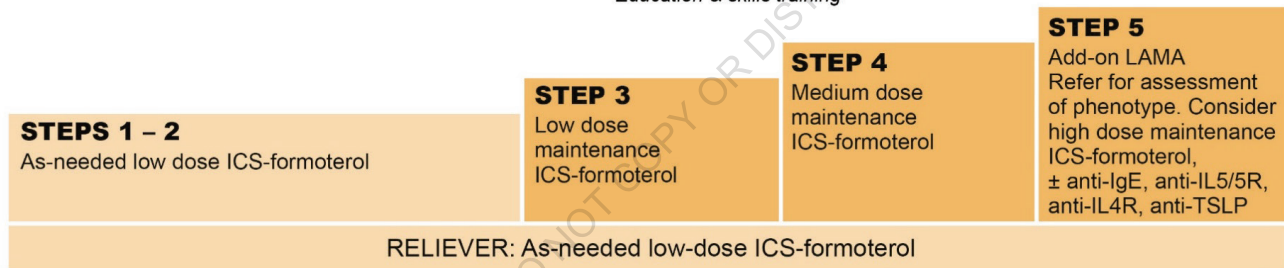 Education & skills training
STEPS 1 – 2
As-needed low dose ICS-formoterol
STEP 3
Low dose
maintenance
ICS-formoterol
STEP 4
Medium dose
maintenance
ICS-formoterol
STEP 5
Add-on LAMA
Refer for assessment
of phenotype. Consider
high dose maintenance
ICS-formoterol,
± anti-IgE, anti-IL5/5R,
anti-IL4R, anti-TSLP
RELIEVER: As-needed low-dose ICS-formoterol
NOT COPY OR